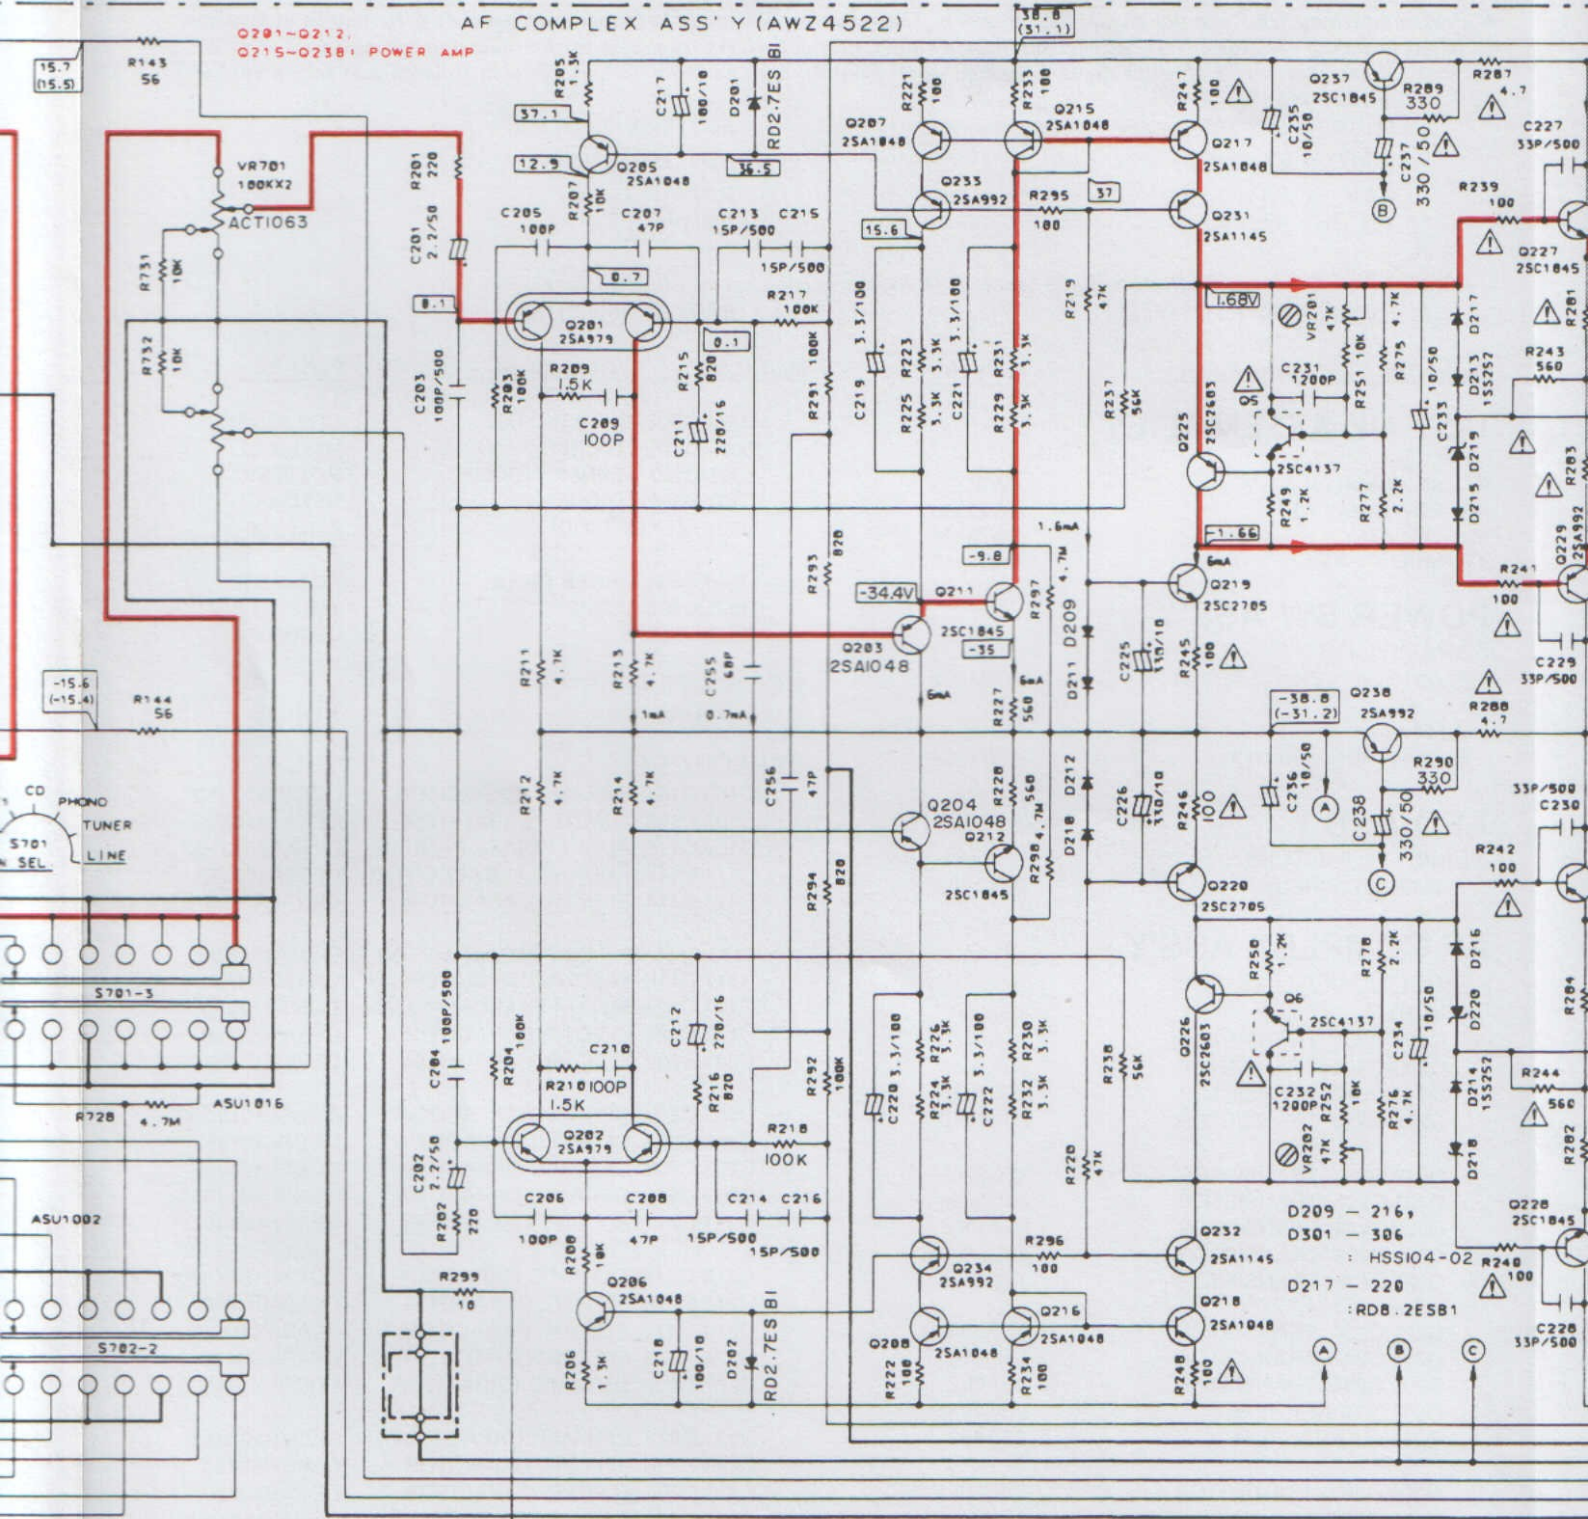 AF COMPLEX ASS'Y (AWZ4522)
Q201~Q212,
Q215~Q238: POWER AMP
15.7
(15.5)
R143
56
VR701
100KX2
ACT1063
R731
10K
R732
10K
-15.6
(-15.4)
R144
56
CD
PHONO
TUNER
LINE
S701
N SEL.
S701-3
R728
4.7M
ASU1016
ASU1002
S702-2
R201
220
C201
2.2/50
0.1
C203
100P/500
R203
100K
R205
1.3K
37.1
12.9
Q205
2SA1048
R207
10K
C205
100P
C207
47P
0.7
Q201
2SA979
R209
1.5K
C209
100P
C217
100/10
D201
RD2.7ES B1
36.5
C213
15P/500
C215
15P/500
R217
100K
0.1
R215
820
C211
220/16
R291
100K
R293
820
R211
4.7K
R213
4.7K
1mA
C255
68P
0.7mA
R212
4.7K
R214
4.7K
C256
47P
R294
820
38.8
(31.1)
R221
100
R233
100
R247
100
Q207
2SA1048
Q215
2SA1048
Q217
2SA1048
Q233
2SA992
R295
100
37
Q231
2SA1145
15.6
C219
3.3/100
R223
3.3K
R225
3.3K
C221
3.3/100
R231
3.3K
R229
3.3K
R219
47K
R237
56K
1.68V
Q225
2SC2603
-1.66
-9.8
-34.4V
Q211
2SC1845
-35
Q203
2SA1048
6mA
6mA
R227
560
R297
4.7M
1.6mA
D209
D211
C225
330/10
6mA
Q219
2SC2705
R245
100
C235
10/50
Q237
2SC1845
R289
330
C237
330/50
B
R287
4.7
C227
33P/500
R239
100
Q227
2SC1845
VR201
47K
C231
1200P
R251
10K
R275
4.7K
Q5
2SC4137
R249
1.2K
R277
2.2K
C233
10/50
D217
D213
1SS252
D219
D215
R243
560
R281
R283
Q229
2SA992
R241
100
C229
33P/500
-38.8
(-31.2)
Q238
2SA992
R288
4.7
R290
330
C236
10/50
A
C238
330/50
C
33P/500
C230
R242
100
Q204
2SA1048
Q212
2SC1845
R228
560
R298
4.7M
D212
D210
C226
330/10
R246
100
Q220
2SC2705
R250
1.2K
Q6
2SC4137
R278
2.2K
C234
10/50
D216
D220
D214
1SS252
D218
R284
R244
560
R282
Q226
2SC2603
C232
1200P
R252
10K
R276
4.7K
VR202
47K
C204
100P/500
R204
100K
R210
1.5K
C210
100P
Q202
2SA979
C212
220/16
R216
820
R292
100K
R218
100K
C202
2.2/50
R202
220
C206
100P
C208
47P
C214
15P/500
C216
15P/500
R208
10K
R299
10
Q206
2SA1048
R206
1.3K
C218
100/10
D202
RD2.7ES B1
C220
3.3/100
R226
3.3K
R224
3.3K
C222
3.3/100
R230
3.3K
R232
3.3K
R238
56K
R220
47K
R296
100
Q234
2SA992
Q232
2SA1145
Q208
2SA1048
Q216
2SA1048
Q218
2SA1048
R222
100
R234
100
R248
100
D209 - 216,
D301 - 306
: HSS104-02
D217 - 220
:RD8.2ESB1
Q228
2SC1845
R240
100
C228
33P/500
A
B
C